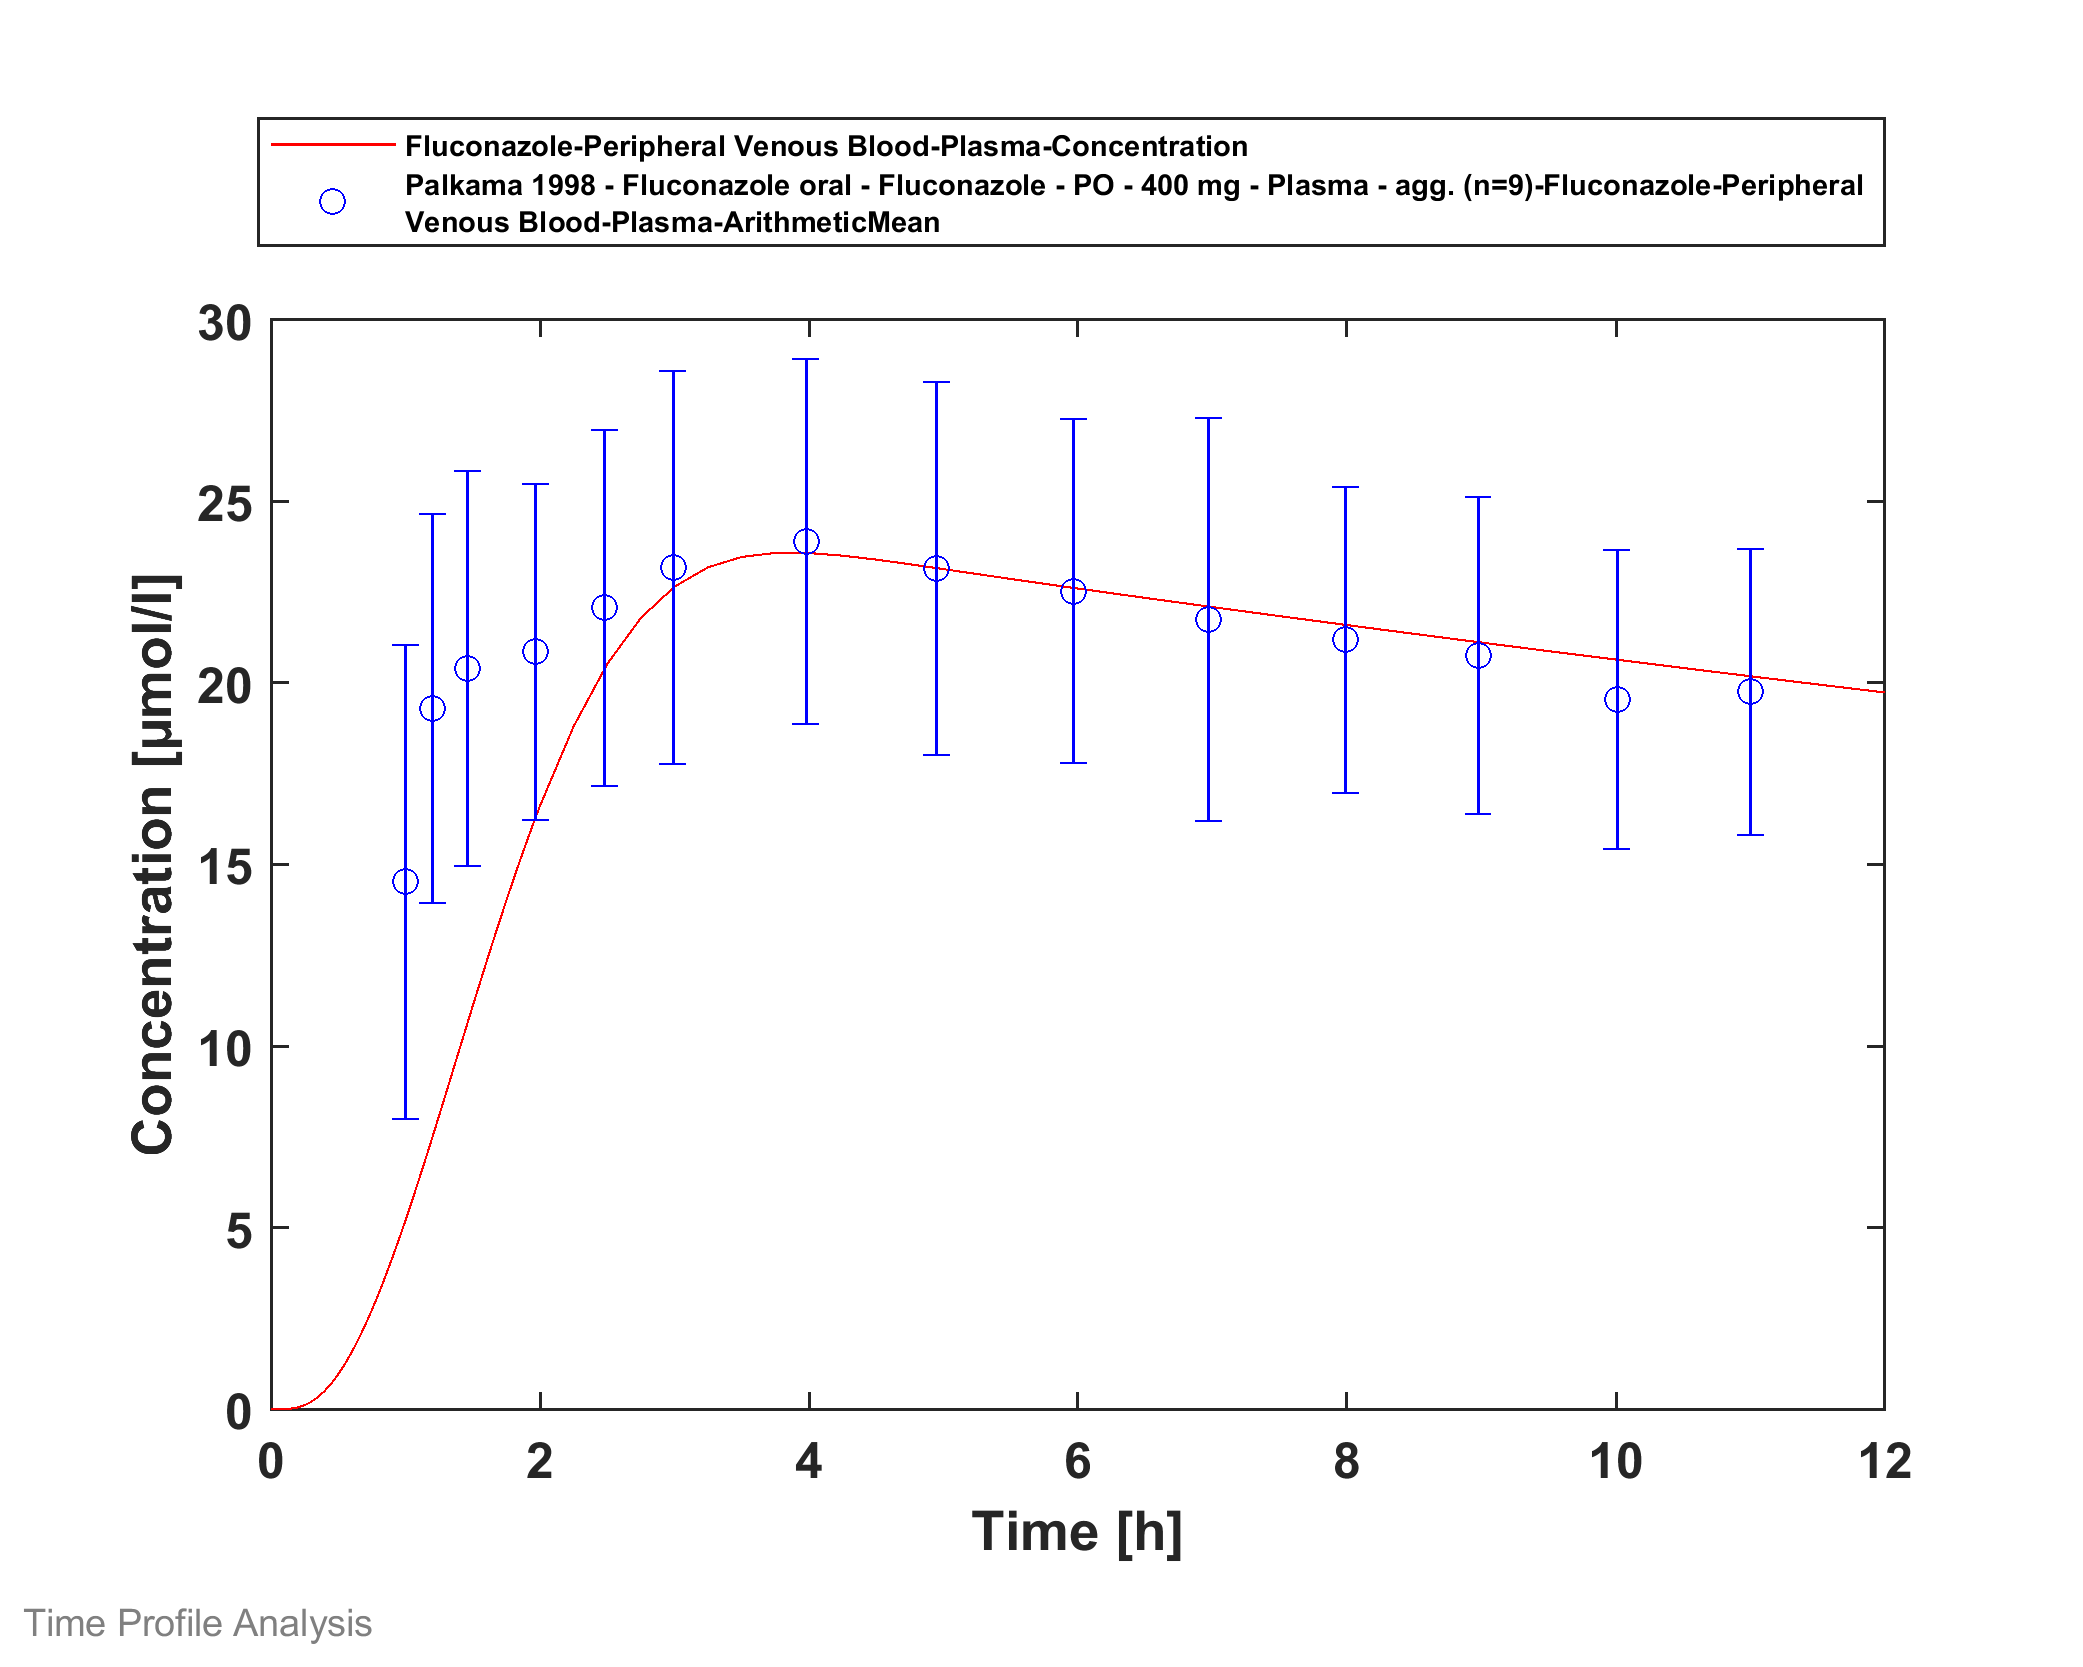 Fluconazole-Peripheral Venous Blood-Plasma-Concentration
Palkama 1998 - Fluconazole oral - Fluconazole - PO - 400 mg - Plasma - agg. (n=9)-Fluconazole-Peripheral
Venous Blood-Plasma-ArithmeticMean
30
25
20
15
10
5
0
Concentration [µmol/l]
0 2 4 6 8 10 12
Time [h]
Time Profile Analysis